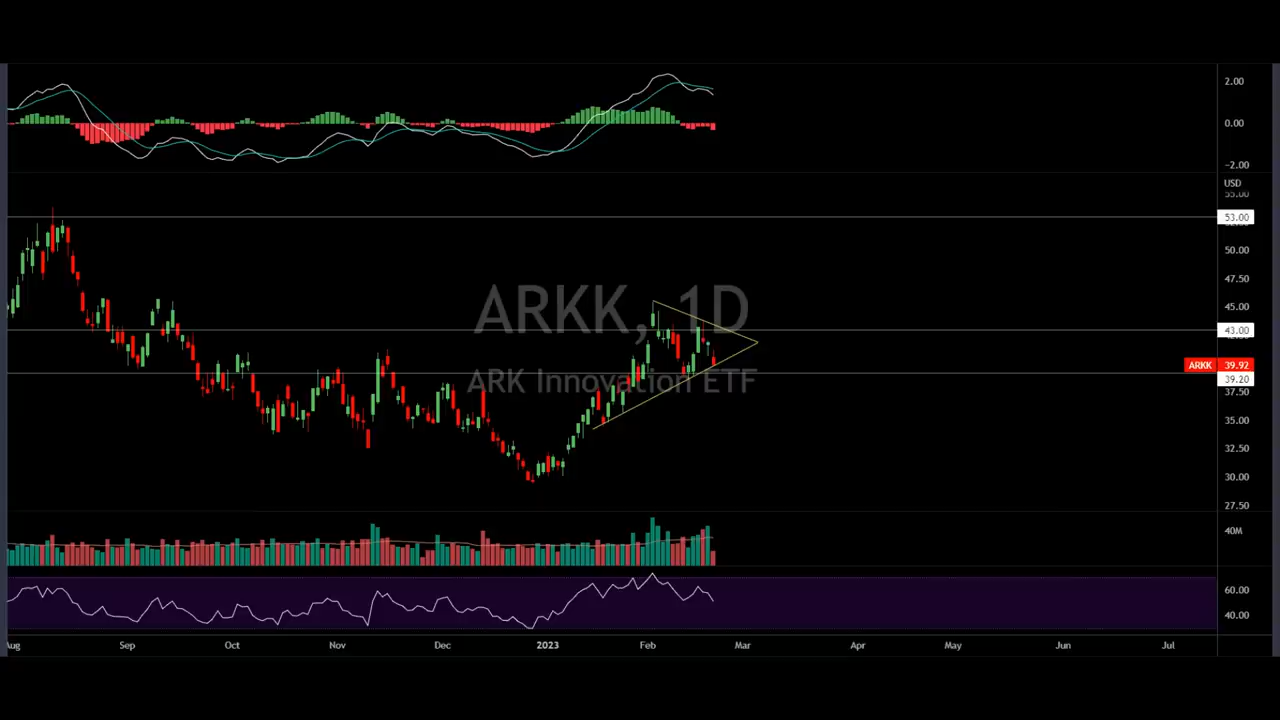 2.00
0.00
−2.00
USD
55.00
53.00
50.00
47.50
45.00
ARKK, 1D
43.00
ARKK 39.92
ARK Innovation ETF
39.20
37.50
35.00
32.50
30.00
27.50
40M
60.00
40.00
Aug Sep Oct Nov Dec 2023 Feb Mar Apr May Jun Jul